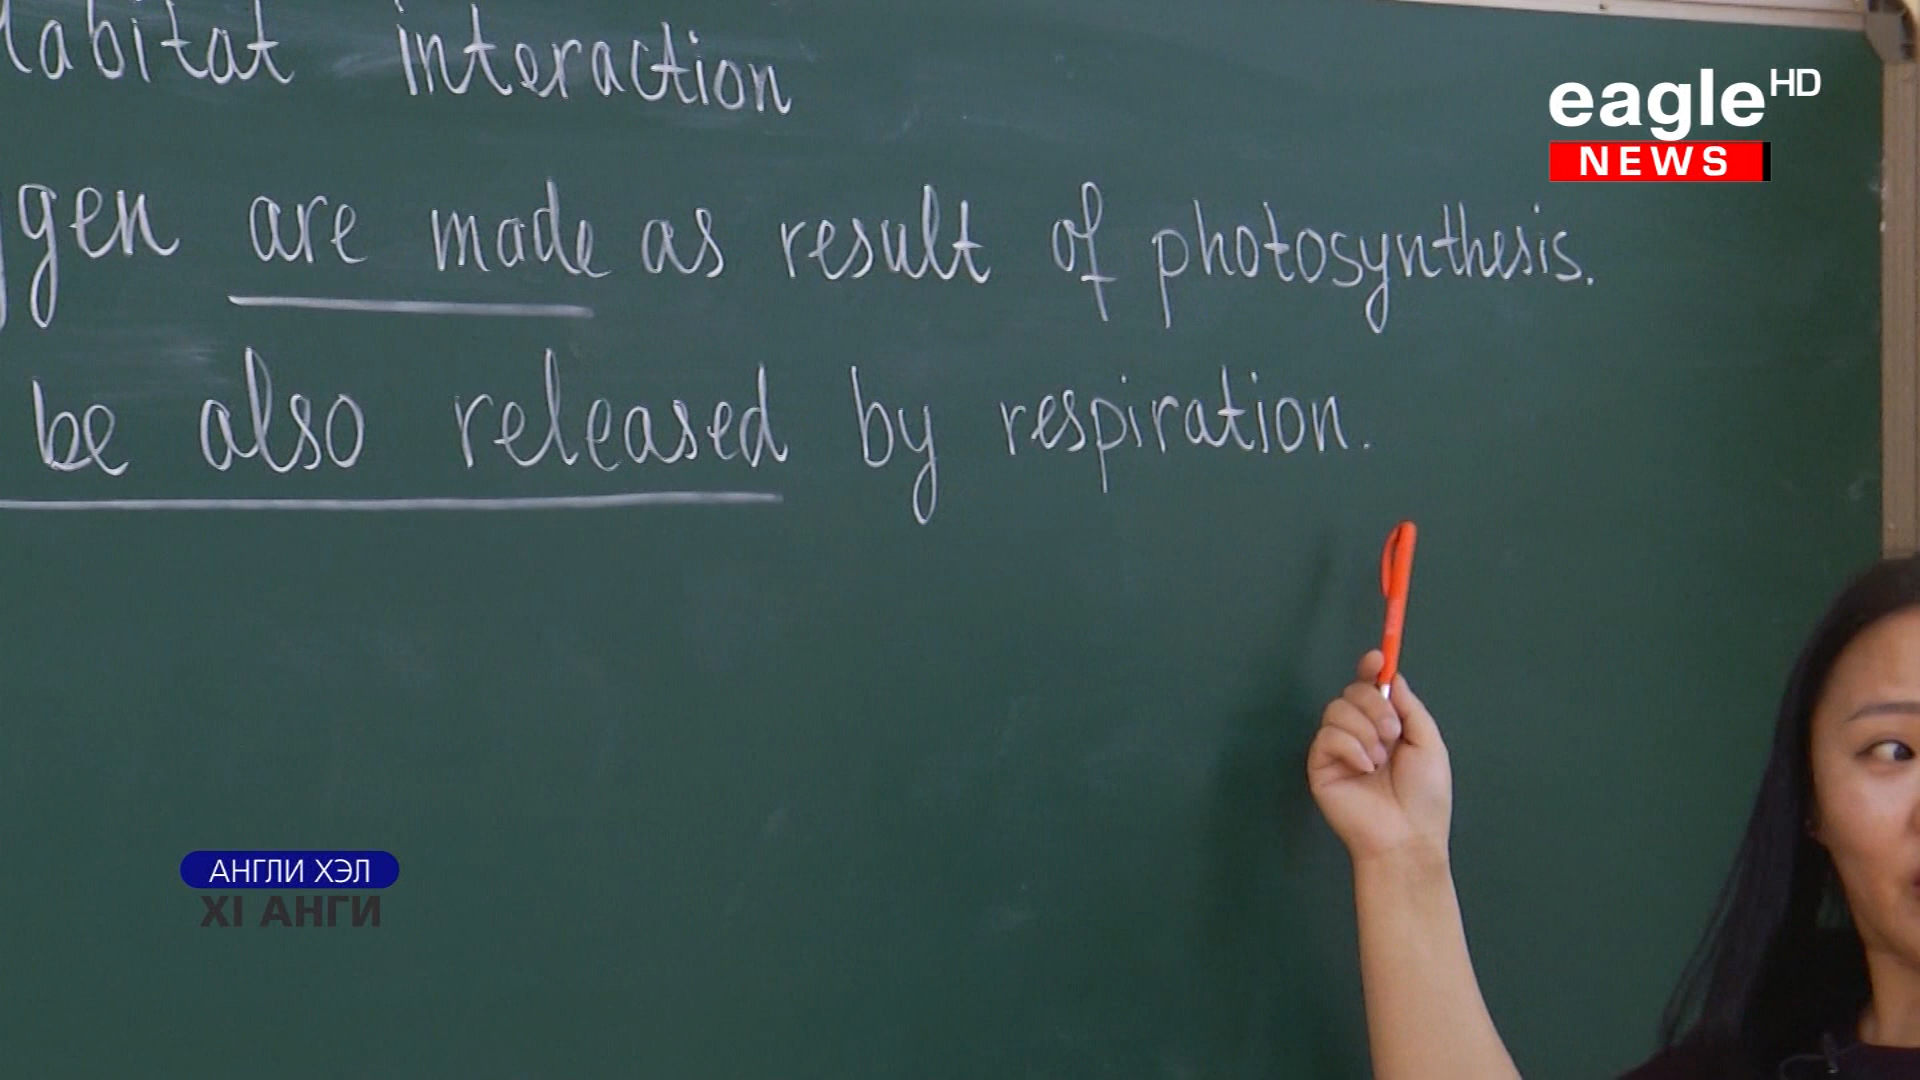 Habitat interaction
eagle HD
NEWS
gen are made as result of photosynthesis.
be also released by respiration.
АНГЛИ ХЭЛ
XI АНГИ